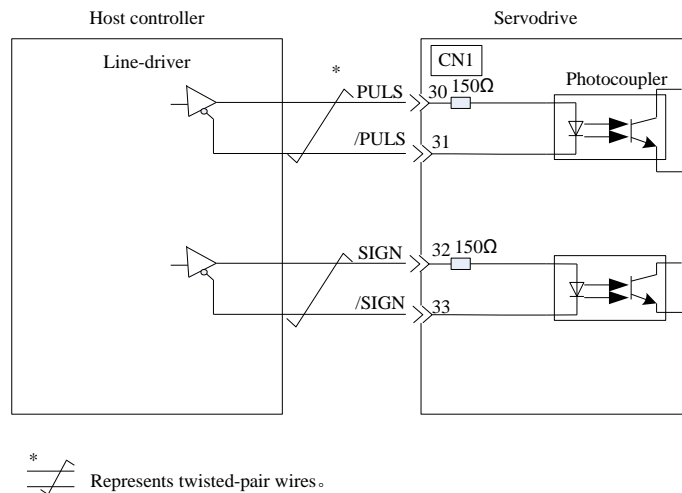 Host controller
Servodrive
Line-driver
CN1
*
PULS
30
150Ω
Photocoupler
/PULS
31
SIGN
32
150Ω
/SIGN
33
*
Represents twisted-pair wires。